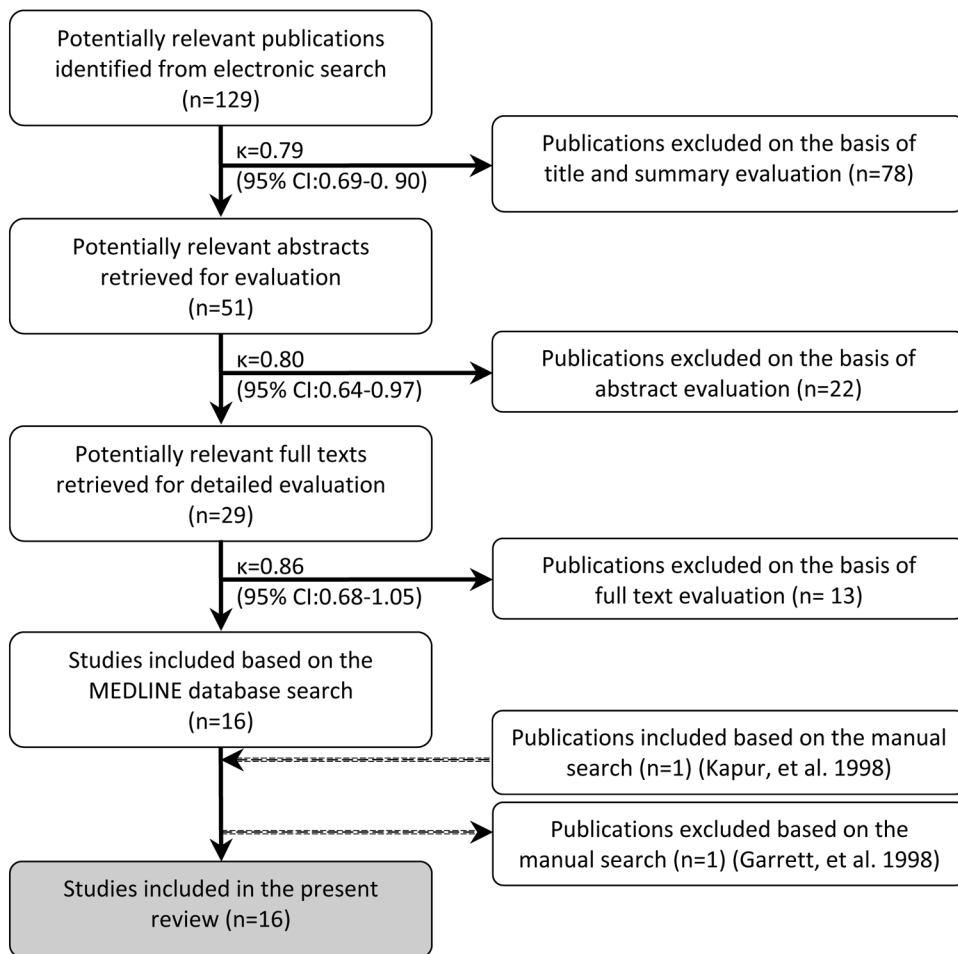 Potentially relevant publications
identified from electronic search
(n=129)
κ=0.79
(95% CI:0.69-0. 90)
Publications excluded on the basis of
title and summary evaluation (n=78)
Potentially relevant abstracts
retrieved for evaluation
(n=51)
κ=0.80
(95% CI:0.64-0.97)
Publications excluded on the basis of
abstract evaluation (n=22)
Potentially relevant full texts
retrieved for detailed evaluation
(n=29)
κ=0.86
(95% CI:0.68-1.05)
Publications excluded on the basis of
full text evaluation (n= 13)
Studies included based on the
MEDLINE database search
(n=16)
Publications included based on the manual
search (n=1) (Kapur, et al. 1998)
Publications excluded based on the
manual search (n=1) (Garrett, et al. 1998)
Studies included in the present
review (n=16)